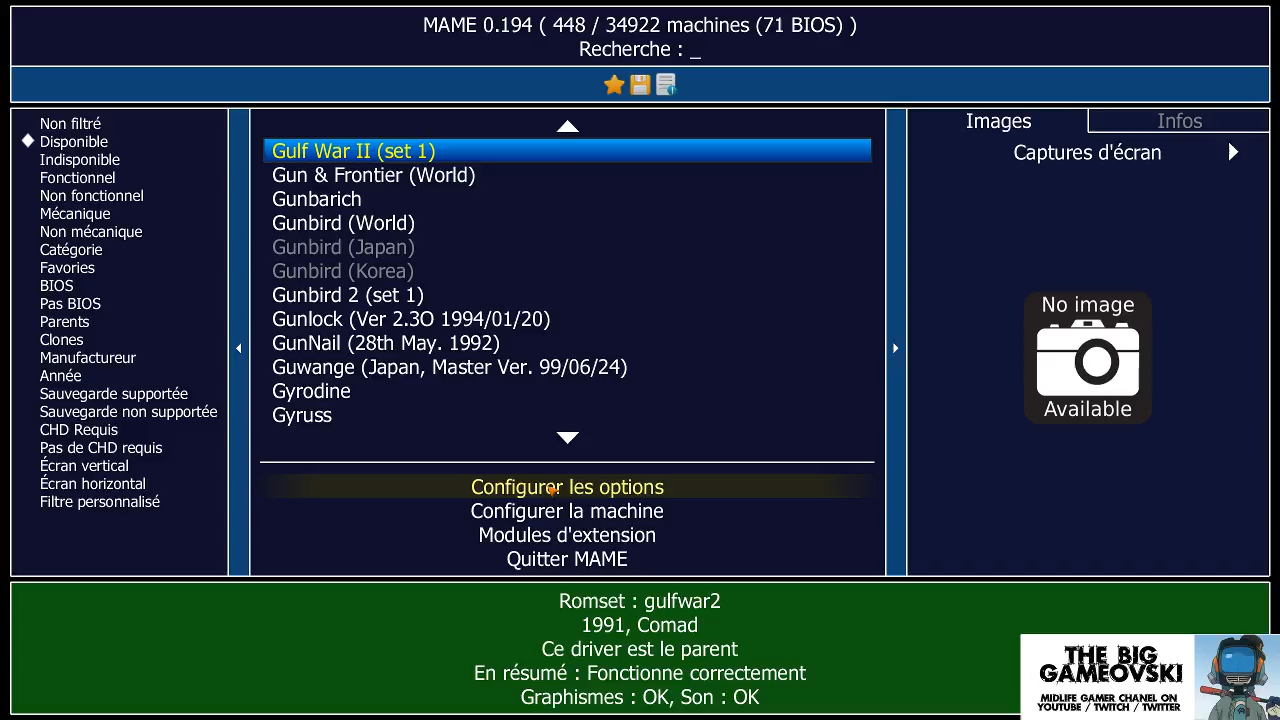 MAME 0.194 ( 448 / 34922 machines (71 BIOS) )
Recherche : _
Non filtré
Disponible
Indisponible
Fonctionnel
Non fonctionnel
Mécanique
Non mécanique
Catégorie
Favories
BIOS
Pas BIOS
Parents
Clones
Manufactureur
Année
Sauvegarde supportée
Sauvegarde non supportée
CHD Requis
Pas de CHD requis
Écran vertical
Écran horizontal
Filtre personnalisé
Gulf War II (set 1)
Gun & Frontier (World)
Gunbarich
Gunbird (World)
Gunbird (Japan)
Gunbird (Korea)
Gunbird 2 (set 1)
Gunlock (Ver 2.3O 1994/01/20)
GunNail (28th May. 1992)
Guwange (Japan, Master Ver. 99/06/24)
Gyrodine
Gyruss
Configurer les options
Configurer la machine
Modules d'extension
Quitter MAME
Images
Infos
Captures d'écran
No image
Available
Romset : gulfwar2
1991, Comad
Ce driver est le parent
En résumé : Fonctionne correctement
Graphismes : OK, Son : OK
THE BIG
GAMEOVSKI
MIDLIFE GAMER CHANEL ON
YOUTUBE / TWITCH / TWITTER